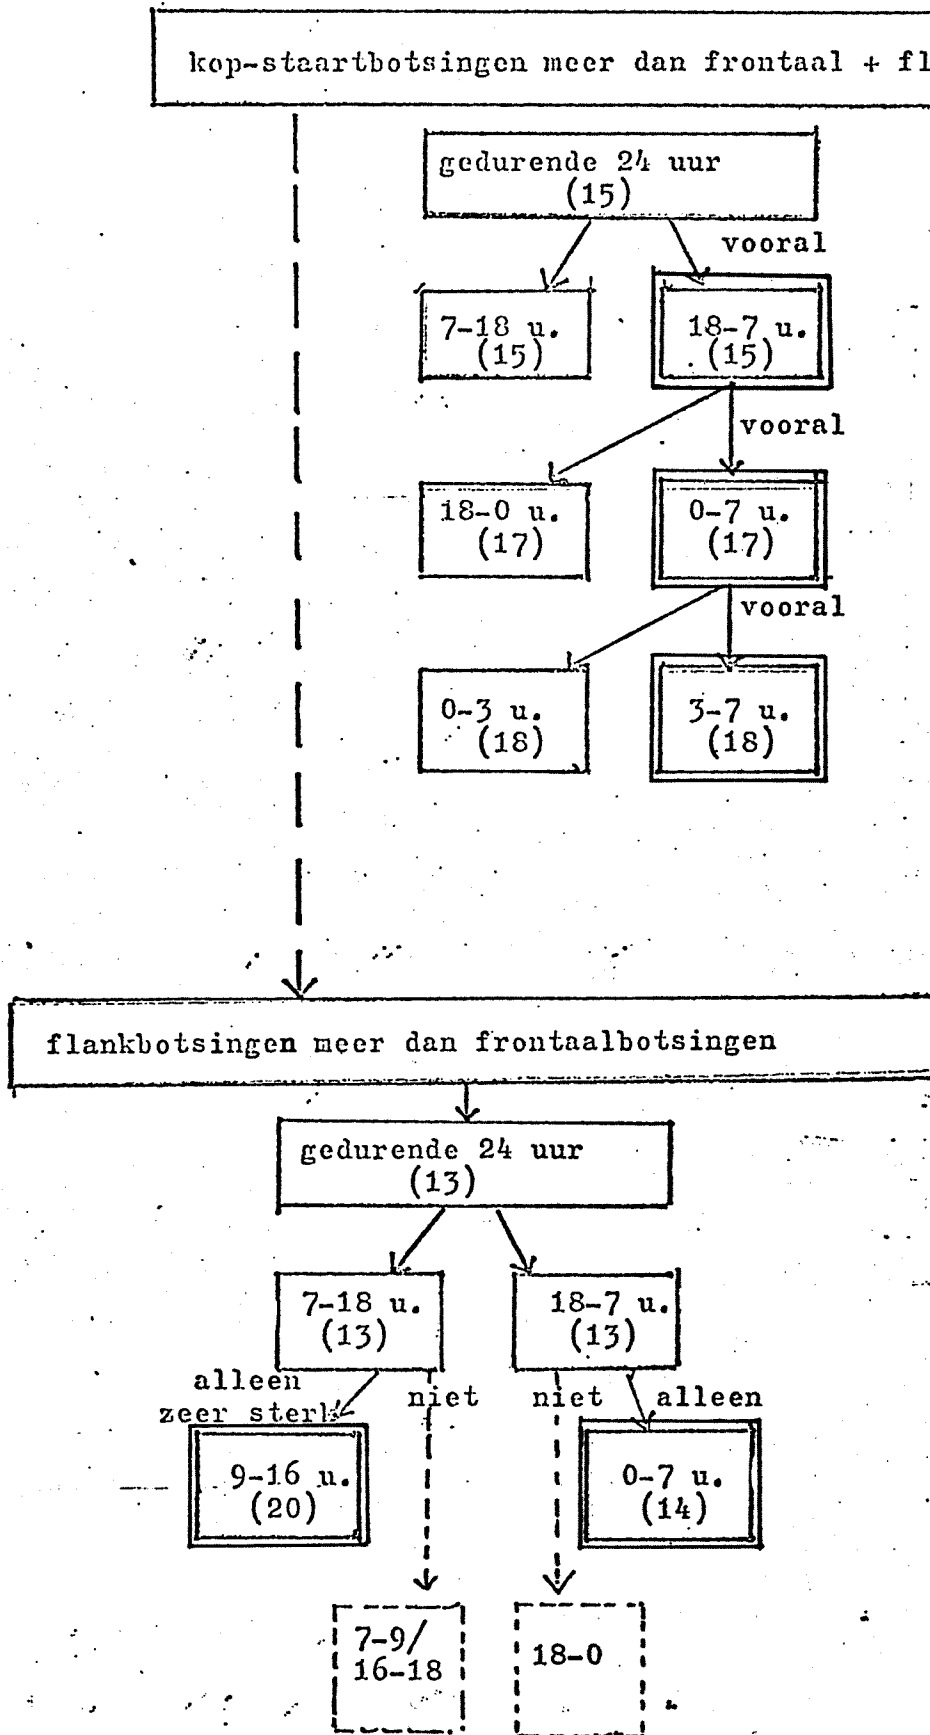 kop-staartbotsingen meer dan frontaal + fl
gedurende 24 uur
(15)
vooral
7-18 u.
(15)
18-7 u.
(15)
vooral
18-0 u.
(17)
0-7 u.
(17)
vooral
0-3 u.
(18)
3-7 u.
(18)
flankbotsingen meer dan frontaalbotsingen
gedurende 24 uur
(13)
7-18 u.
(13)
18-7 u.
(13)
alleen
zeer sterk
niet
niet
alleen
9-16 u.
(20)
0-7 u.
(14)
7-9/
16-18
18-0